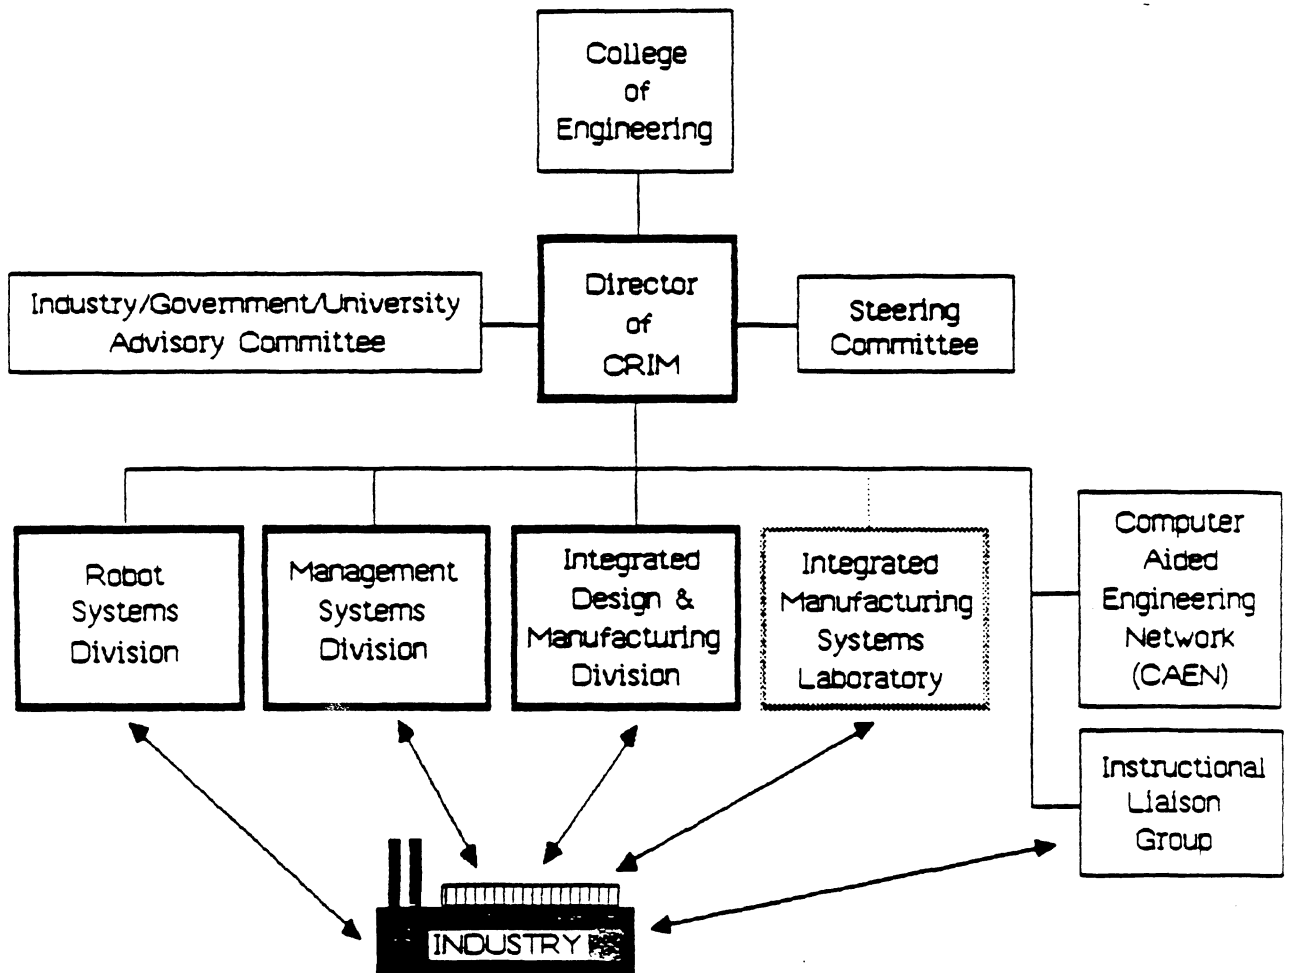 College
of
Engineering
Director
of
CRIM
Industry/Government/University
Advisory Committee
Steering
Committee
Robot
Systems
Division
Management
Systems
Division
Integrated
Design &
Manufacturing
Division
Integrated
Manufacturing
Systems
Laboratory
Computer
Aided
Engineering
Network
(CAEN)
Instructional
Liaison
Group
INDUSTRY